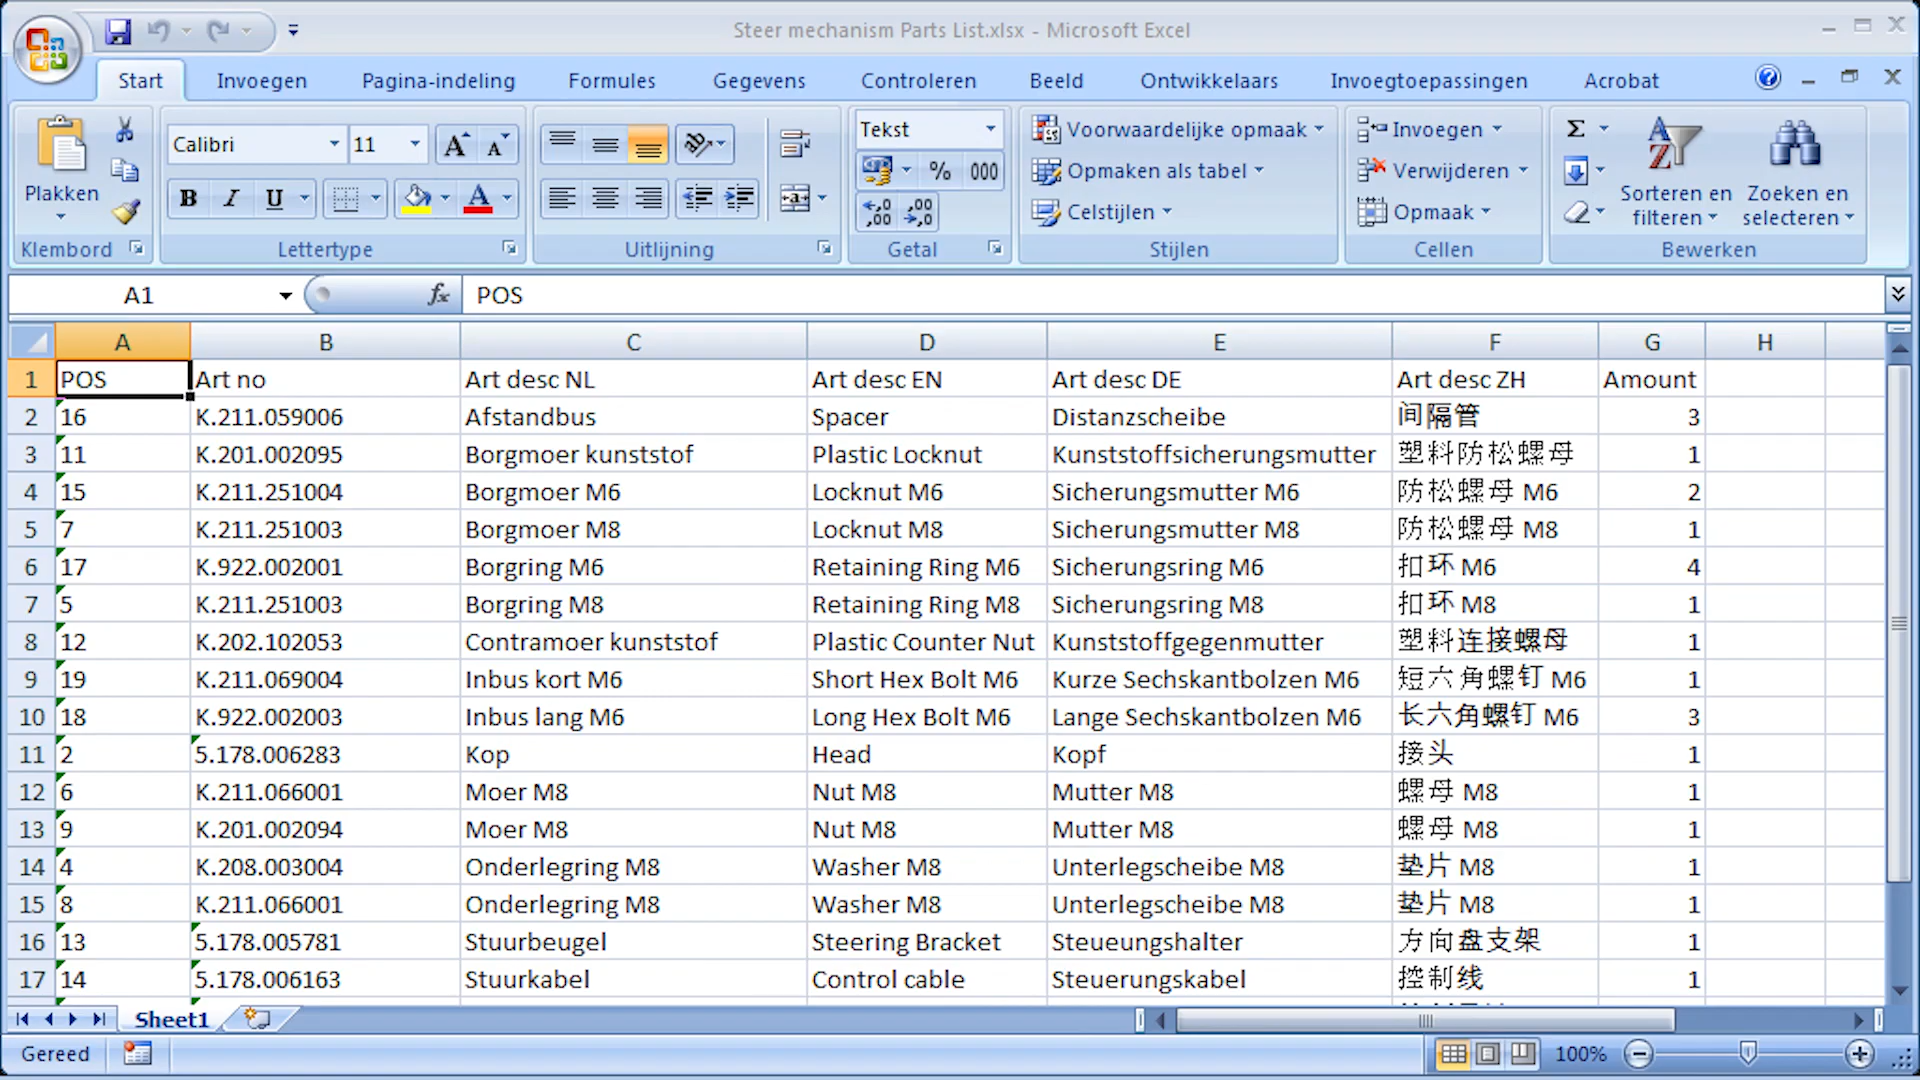 Steer mechanism Parts List.xlsx - Microsoft Excel
Start Invoegen Pagina-indeling Formules Gegevens Controleren Beeld Ontwikkelaars Invoegtoepassingen Acrobat
Plakken
Klembord
Calibri 11
B I U
Lettertype
Uitlijning
Tekst
% 000
Getal
Voorwaardelijke opmaak
Opmaken als tabel
Celstijlen
Stijlen
Invoegen
Verwijderen
Opmaak
Cellen
Σ
Sorteren en filteren
Zoeken en selecteren
Bewerken
A1 fx POS
A B C D E F G H
1 POS Art no Art desc NL Art desc EN Art desc DE Art desc ZH Amount
2 16 K.211.059006 Afstandbus Spacer Distanzscheibe 间隔管 3
3 11 K.201.002095 Borgmoer kunststof Plastic Locknut Kunststoffsicherungsmutter 塑料防松螺母 1
4 15 K.211.251004 Borgmoer M6 Locknut M6 Sicherungsmutter M6 防松螺母 M6 2
5 7 K.211.251003 Borgmoer M8 Locknut M8 Sicherungsmutter M8 防松螺母 M8 1
6 17 K.922.002001 Borgring M6 Retaining Ring M6 Sicherungsring M6 扣环 M6 4
7 5 K.211.251003 Borgring M8 Retaining Ring M8 Sicherungsring M8 扣环 M8 1
8 12 K.202.102053 Contramoer kunststof Plastic Counter Nut Kunststoffgegenmutter 塑料连接螺母 1
9 19 K.211.069004 Inbus kort M6 Short Hex Bolt M6 Kurze Sechskantbolzen M6 短六角螺钉 M6 1
10 18 K.922.002003 Inbus lang M6 Long Hex Bolt M6 Lange Sechskantbolzen M6 长六角螺钉 M6 3
11 2 5.178.006283 Kop Head Kopf 接头 1
12 6 K.211.066001 Moer M8 Nut M8 Mutter M8 螺母 M8 1
13 9 K.201.002094 Moer M8 Nut M8 Mutter M8 螺母 M8 1
14 4 K.208.003004 Onderlegring M8 Washer M8 Unterlegscheibe M8 垫片 M8 1
15 8 K.211.066001 Onderlegring M8 Washer M8 Unterlegscheibe M8 垫片 M8 1
16 13 5.178.005781 Stuurbeugel Steering Bracket Steueungshalter 方向盘支架 1
17 14 5.178.006163 Stuurkabel Control cable Steuerungskabel 控制线 1
Sheet1
Gereed 100%